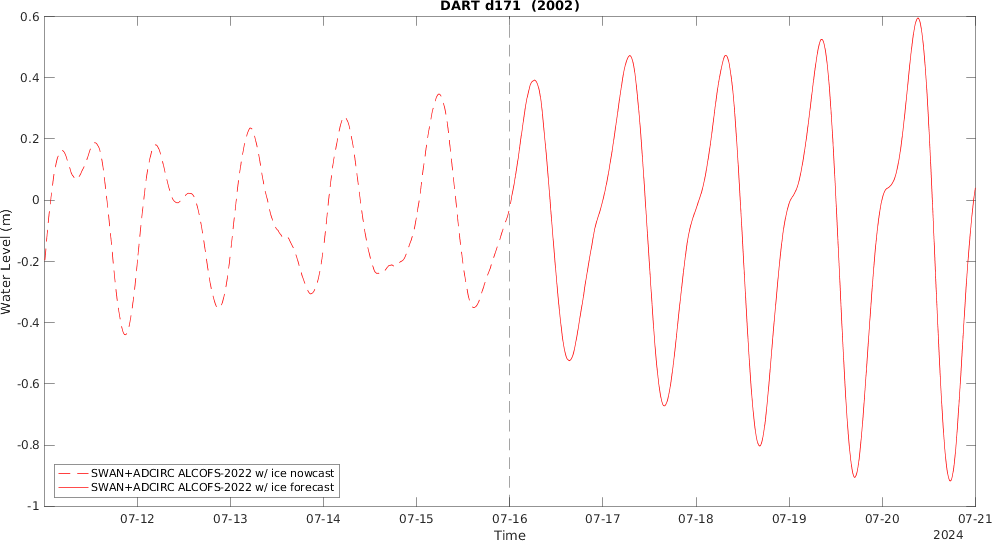 DART d171  (2002)
Water Level (m)
0.6
0.4
0.2
0
-0.2
-0.4
-0.6
-0.8
-1
SWAN+ADCIRC ALCOFS-2022 w/ ice nowcast
SWAN+ADCIRC ALCOFS-2022 w/ ice forecast
07-12 07-13 07-14 07-15 07-16 07-17 07-18 07-19 07-20 07-21
Time
2024